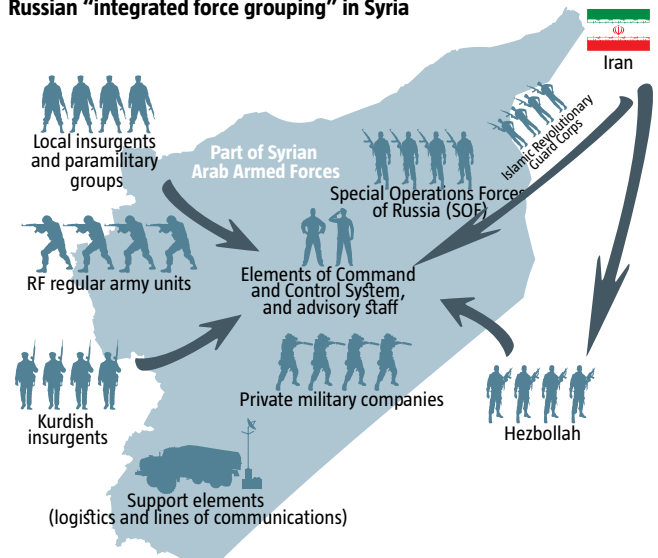 Russian “integrated force grouping” in Syria
Iran
Islamic Revolutionary
Guard Corps
Local insurgents
and paramilitary
groups
Part of Syrian
Arab Armed Forces
Special Operations Forces
of Russia (SOF)
RF regular army units
Elements of Command
and Control System,
and advisory staff
Kurdish
insurgents
Private military companies
Hezbollah
Support elements
(logistics and lines of communications)